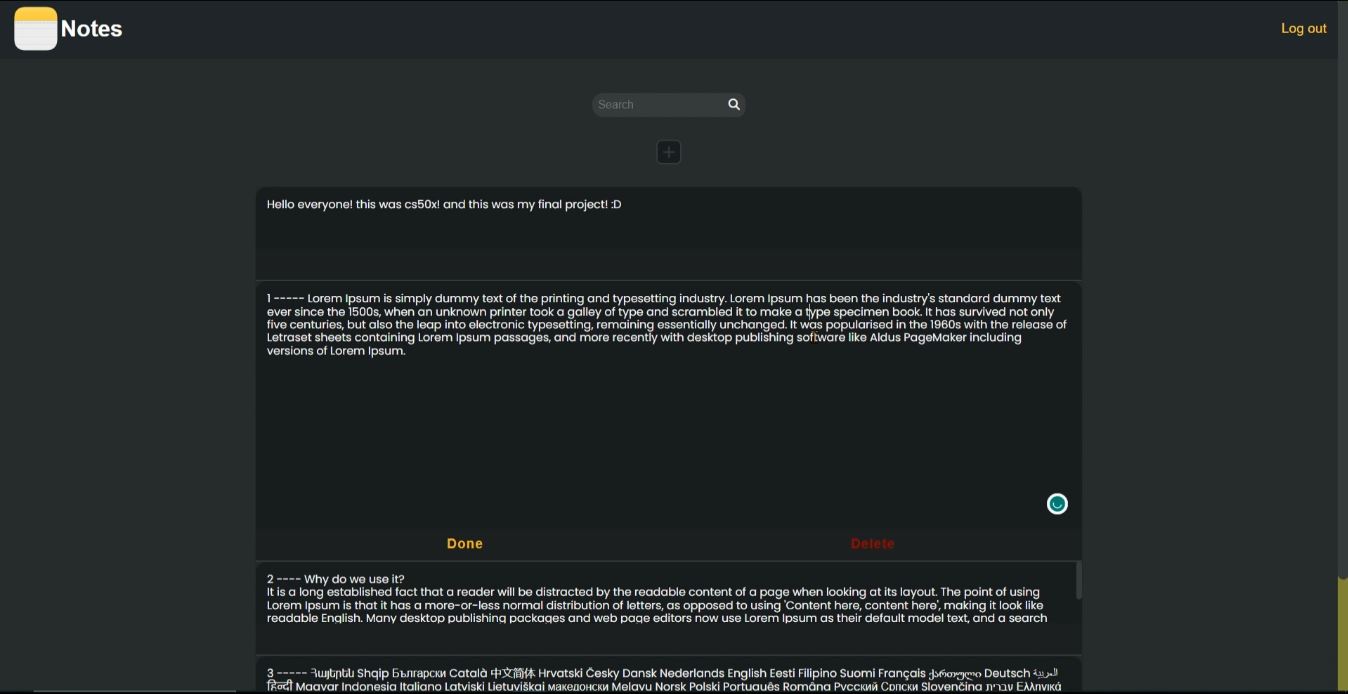 Notes
Log out
Search
Hello everyone! this was cs50x! and this was my final project! :D
1 ----- Lorem Ipsum is simply dummy text of the printing and typesetting industry. Lorem Ipsum has been the industry's standard dummy text
ever since the 1500s, when an unknown printer took a galley of type and scrambled it to make a type specimen book. It has survived not only
five centuries, but also the leap into electronic typesetting, remaining essentially unchanged. It was popularised in the 1960s with the release of
Letraset sheets containing Lorem Ipsum passages, and more recently with desktop publishing software like Aldus PageMaker including
versions of Lorem Ipsum.
Done
Delete
2 ---- Why do we use it?
It is a long established fact that a reader will be distracted by the readable content of a page when looking at its layout. The point of using
Lorem Ipsum is that it has a more-or-less normal distribution of letters, as opposed to using 'Content here, content here', making it look like
readable English. Many desktop publishing packages and web page editors now use Lorem Ipsum as their default model text, and a search
3 ----- Հայերեն Shqip Български Català 中文简体 Hrvatski Česky Dansk Nederlands English Eesti Filipino Suomi Français ქართული Deutsch العربية
हिन्दी Magyar Indonesia Italiano Latviski Lietuviškai македонски Melayu Norsk Polski Português Româna Pyccкий Српски Slovenčina עברית Ελληνικά